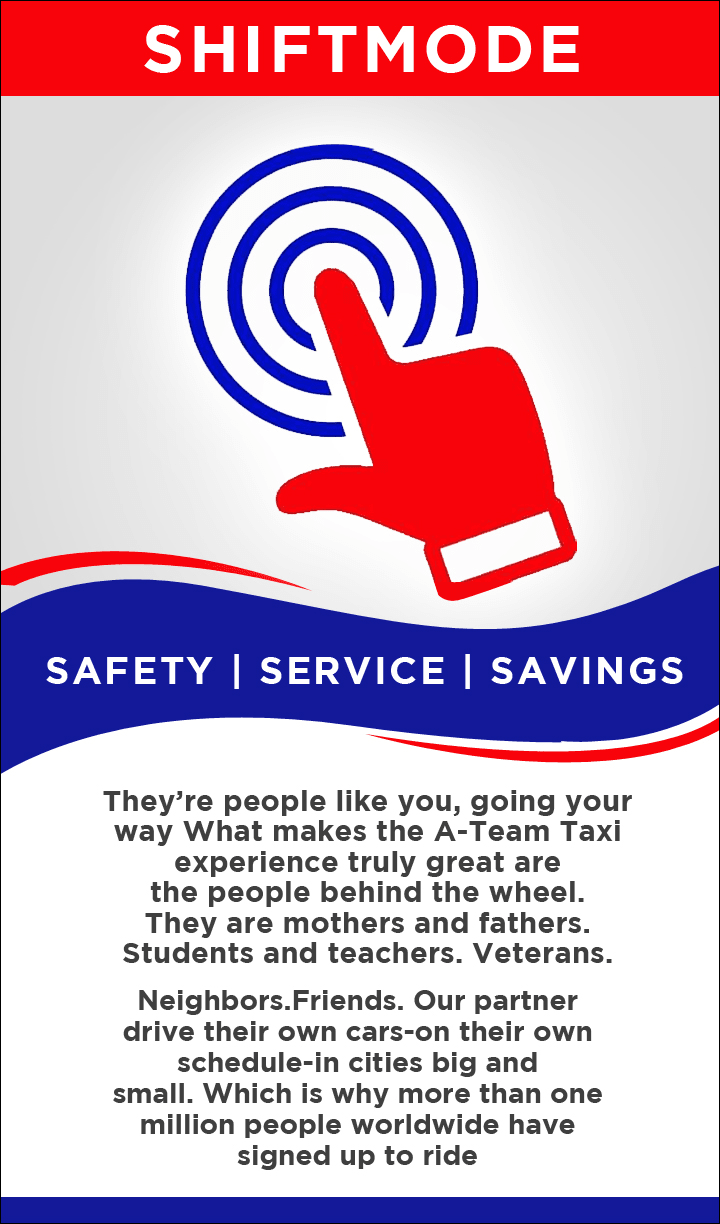 SHIFTMODE
SAFETY | SERVICE | SAVINGS
They're people like you, going your
way What makes the A-Team Taxi
experience truly great are
the people behind the wheel.
They are mothers and fathers.
Students and teachers. Veterans.
Neighbors.Friends. Our partner
drive their own cars-on their own
schedule-in cities big and
small. Which is why more than one
million people worldwide have
signed up to ride